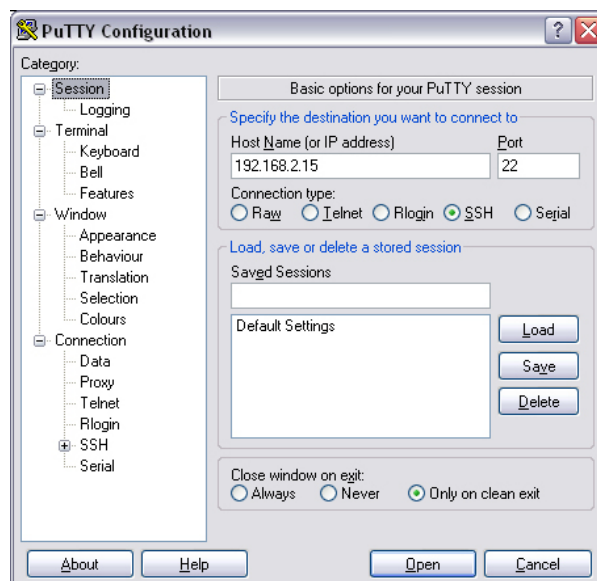 PuTTY Configuration
Category:
Session
Logging
Terminal
Keyboard
Bell
Features
Window
Appearance
Behaviour
Translation
Selection
Colours
Connection
Data
Proxy
Telnet
Rlogin
SSH
Serial
Basic options for your PuTTY session
Specify the destination you want to connect to
Host Name (or IP address) Port
192.168.2.15 22
Connection type:
Raw Telnet Rlogin SSH Serial
Load, save or delete a stored session
Saved Sessions
Default Settings
Load
Save
Delete
Close window on exit:
Always Never Only on clean exit
About Help Open Cancel